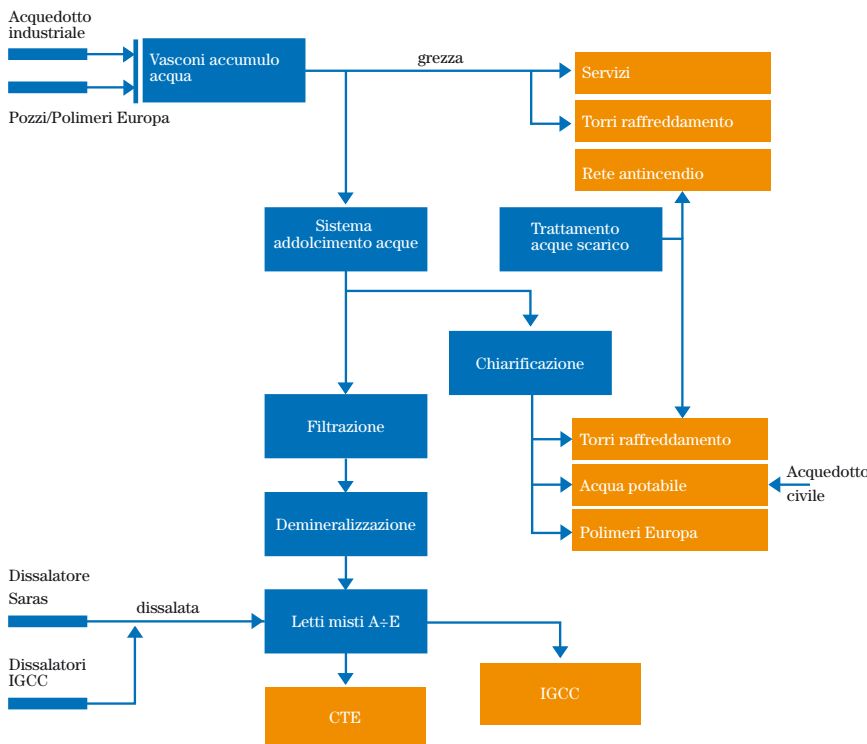 Acquedotto
industriale
Pozzi/Polimeri Europa
Vasconi accumulo
acqua
grezza
Servizi
Torri raffreddamento
Rete antincendio
Sistema
addolcimento acque
Trattamento
acque scarico
Chiarificazione
Filtrazione
Torri raffreddamento
Acqua potabile
Polimeri Europa
Acquedotto
civile
Demineralizzazione
Dissalatore
Saras
dissalata
Letti misti A÷E
Dissalatori
IGCC
IGCC
CTE